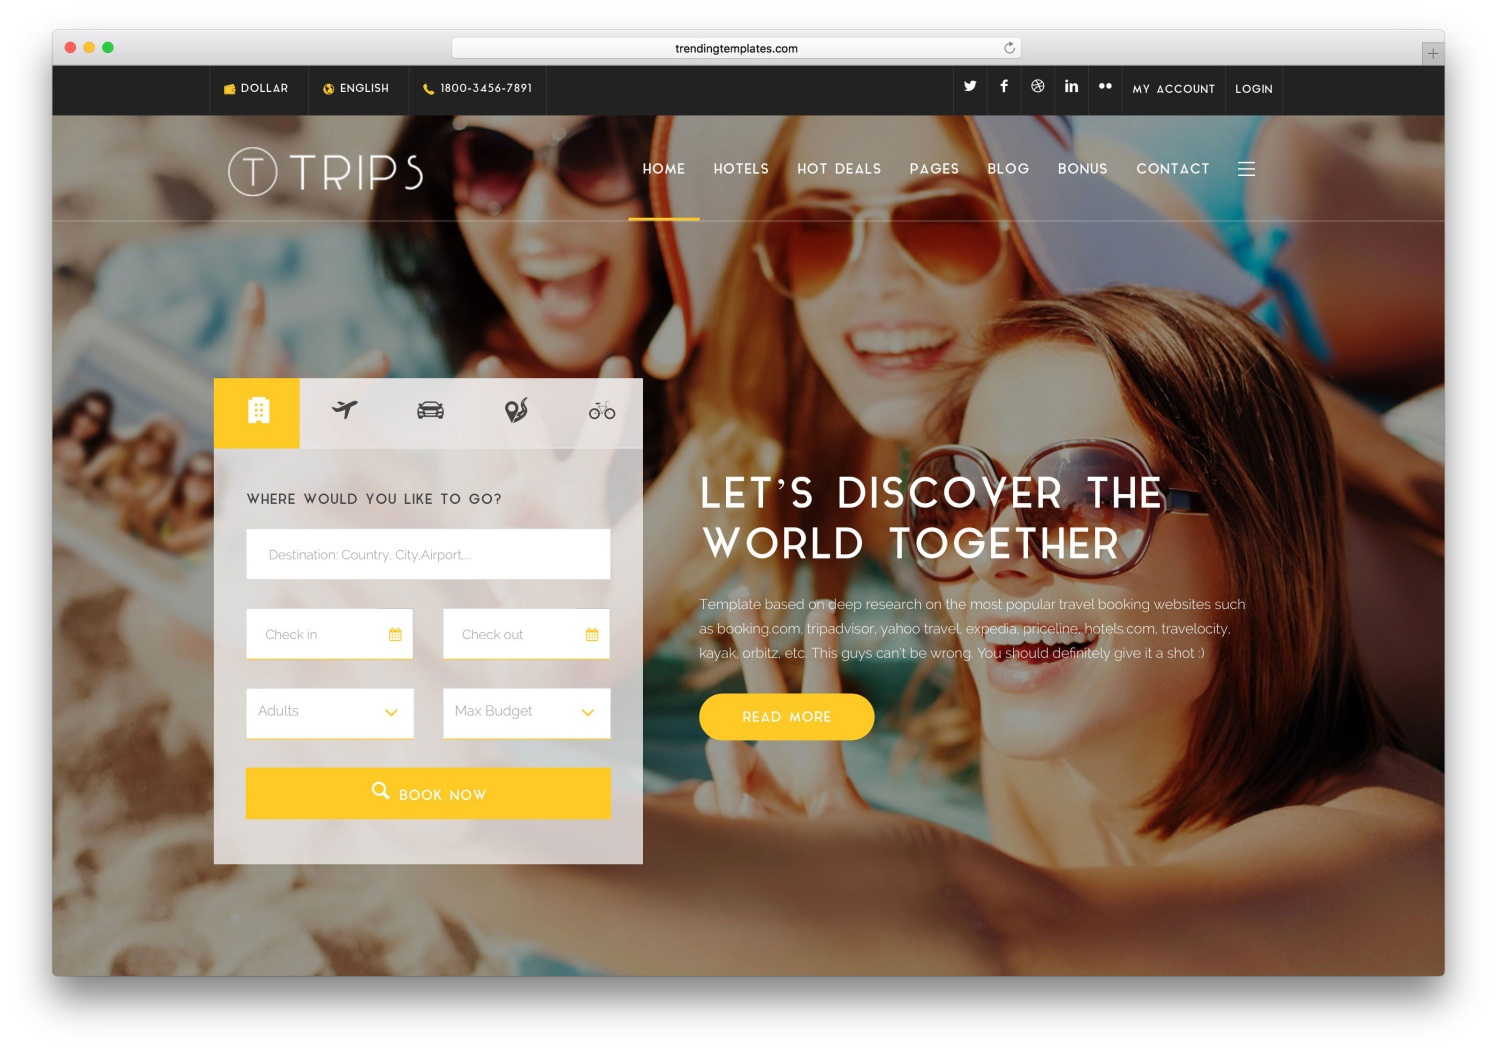 trendingtemplates.com
DOLLAR ENGLISH 1800-3456-7891 MY ACCOUNT LOGIN
T TRIPS HOME HOTELS HOT DEALS PAGES BLOG BONUS CONTACT
WHERE WOULD YOU LIKE TO GO?
Destination: Country, City,Airport,...
Check in Check out
Adults Max Budget
BOOK NOW
LET'S DISCOVER THE
WORLD TOGETHER
Template based on deep research on the most popular travel booking websites such
as booking.com, tripadvisor, yahoo travel, expedia, priceline, hotels.com, travelocity,
kayak, orbitz, etc. This guys can't be wrong. You should definitely give it a shot :)
READ MORE